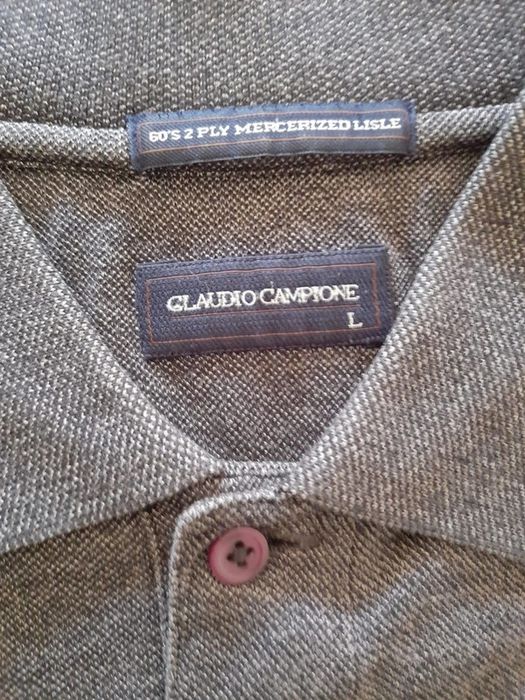 60'S 2 PLY MERCERIZED LISLE
CLAUDIO CAMPIONE
L